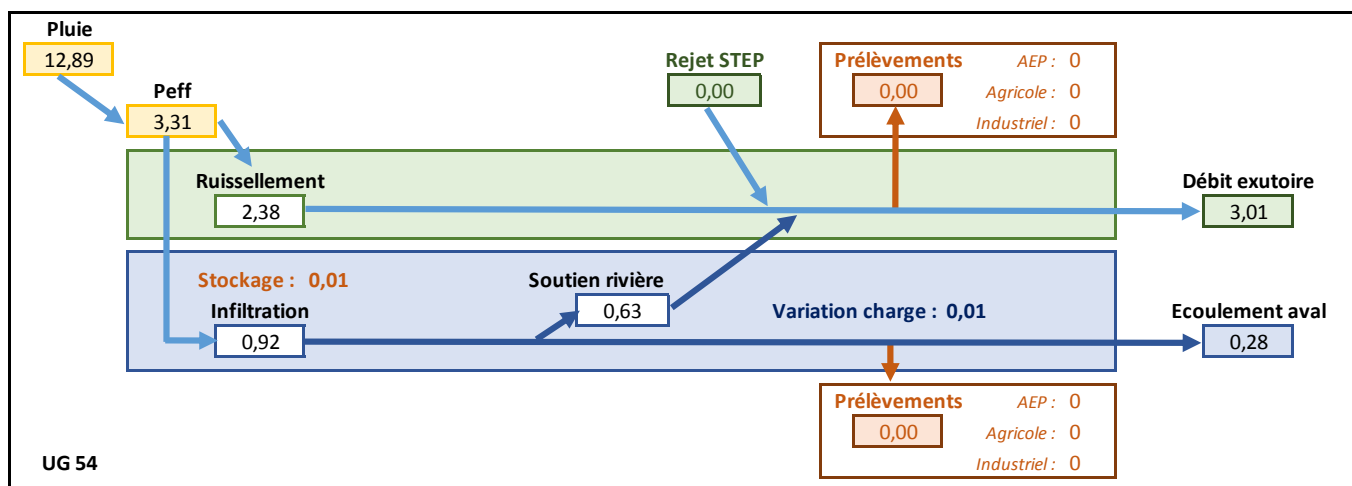 Pluie
12,89
Peff
3,31
Rejet STEP
0,00
Prélèvements
0,00
AEP : 0
Agricole : 0
Industriel : 0
Ruissellement
2,38
Débit exutoire
3,01
Stockage : 0,01
Infiltration
0,92
Soutien rivière
0,63
Variation charge : 0,01
Ecoulement aval
0,28
Prélèvements
0,00
AEP : 0
Agricole : 0
Industriel : 0
UG 54